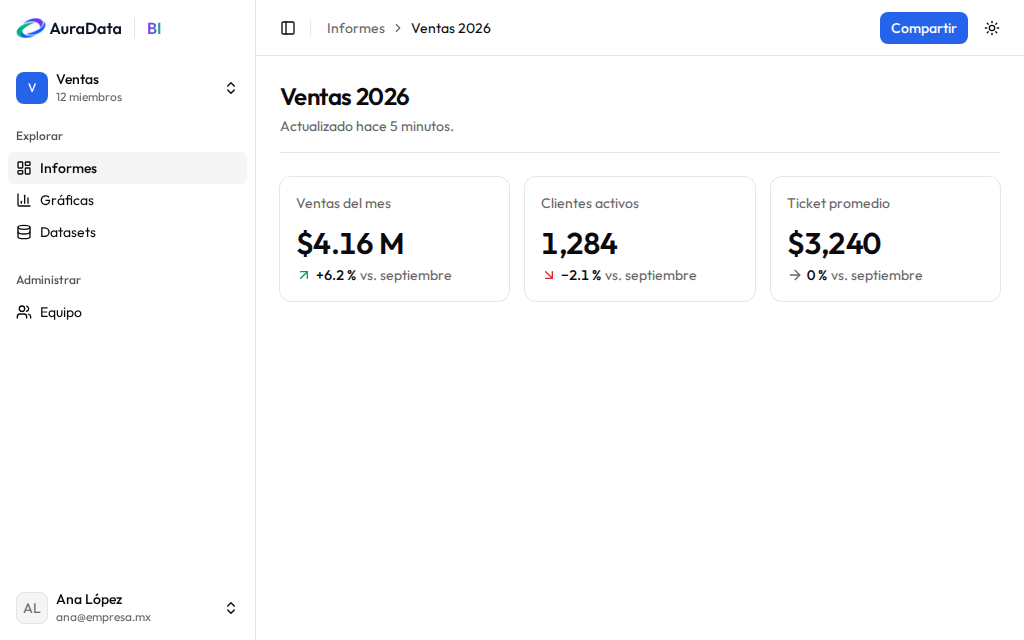 AuraData BI
Ventas
12 miembros
Explorar
Informes
Gráficas
Datasets
Administrar
Equipo
AL
Ana López
ana@empresa.mx
V
Informes > Ventas 2026
Compartir
Ventas 2026
Actualizado hace 5 minutos.
Ventas del mes
$4.16 M
+6.2 % vs. septiembre
Clientes activos
1,284
−2.1 % vs. septiembre
Ticket promedio
$3,240
0 % vs. septiembre